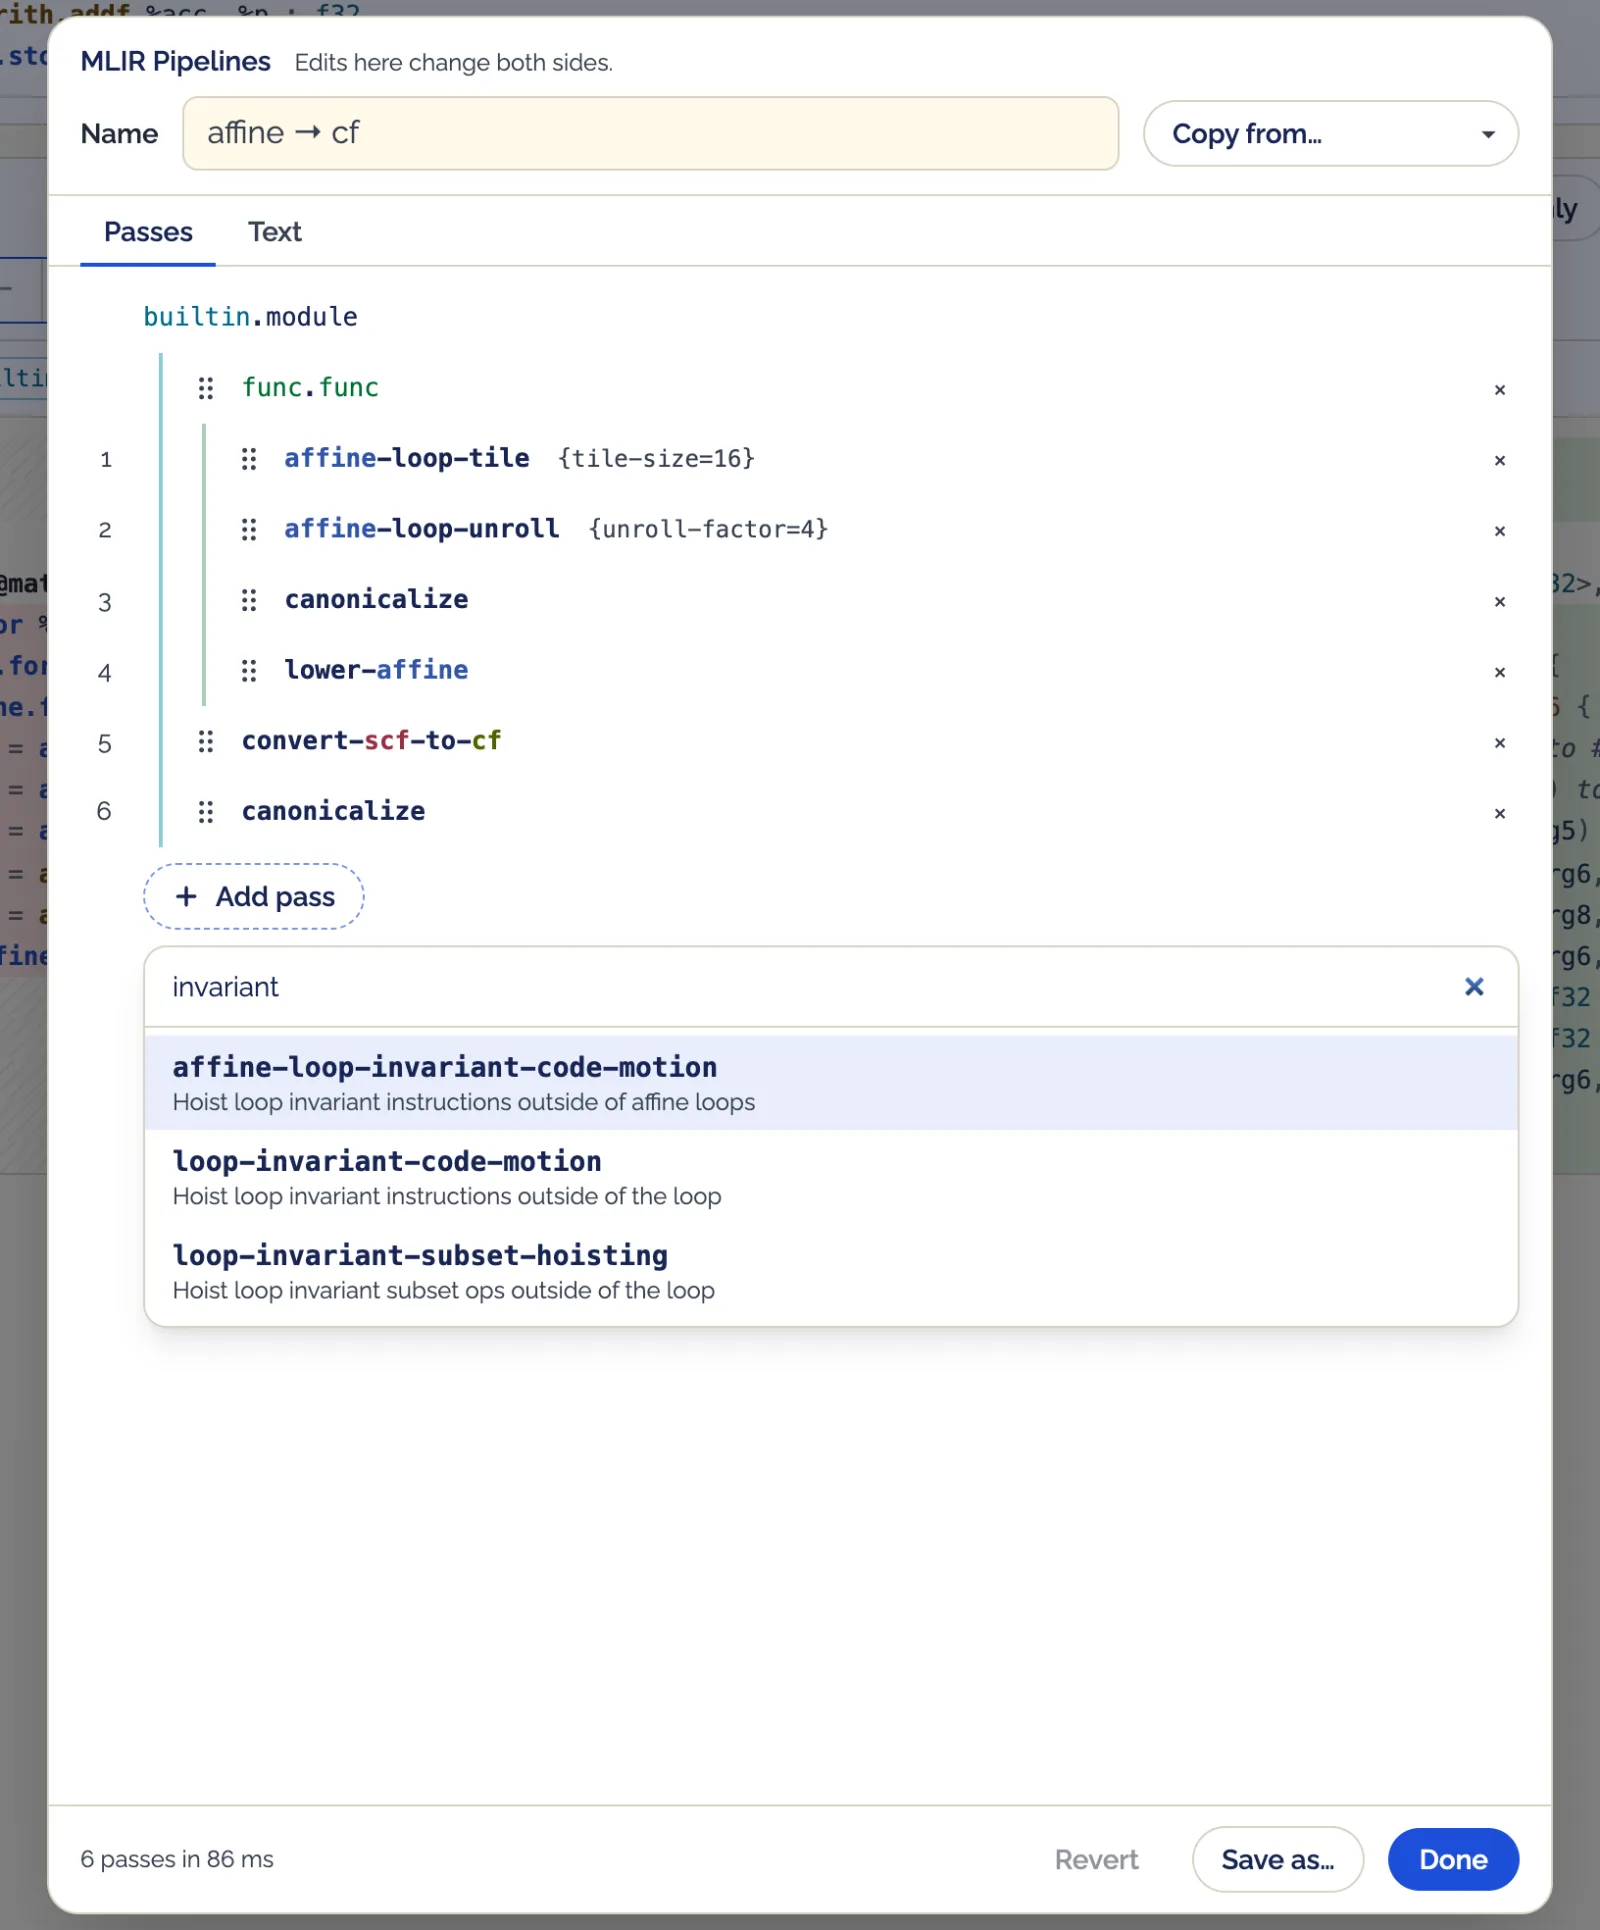 MLIR Pipelines Edits here change both sides.
Name affine → cf Copy from...
Passes Text
builtin.module
func.func ×
1 affine-loop-tile {tile-size=16} ×
2 affine-loop-unroll {unroll-factor=4} ×
3 canonicalize ×
4 lower-affine ×
5 convert-scf-to-cf ×
6 canonicalize ×
+ Add pass
invariant ×
affine-loop-invariant-code-motion
Hoist loop invariant instructions outside of affine loops
loop-invariant-code-motion
Hoist loop invariant instructions outside of the loop
loop-invariant-subset-hoisting
Hoist loop invariant subset ops outside of the loop
6 passes in 86 ms Revert Save as... Done